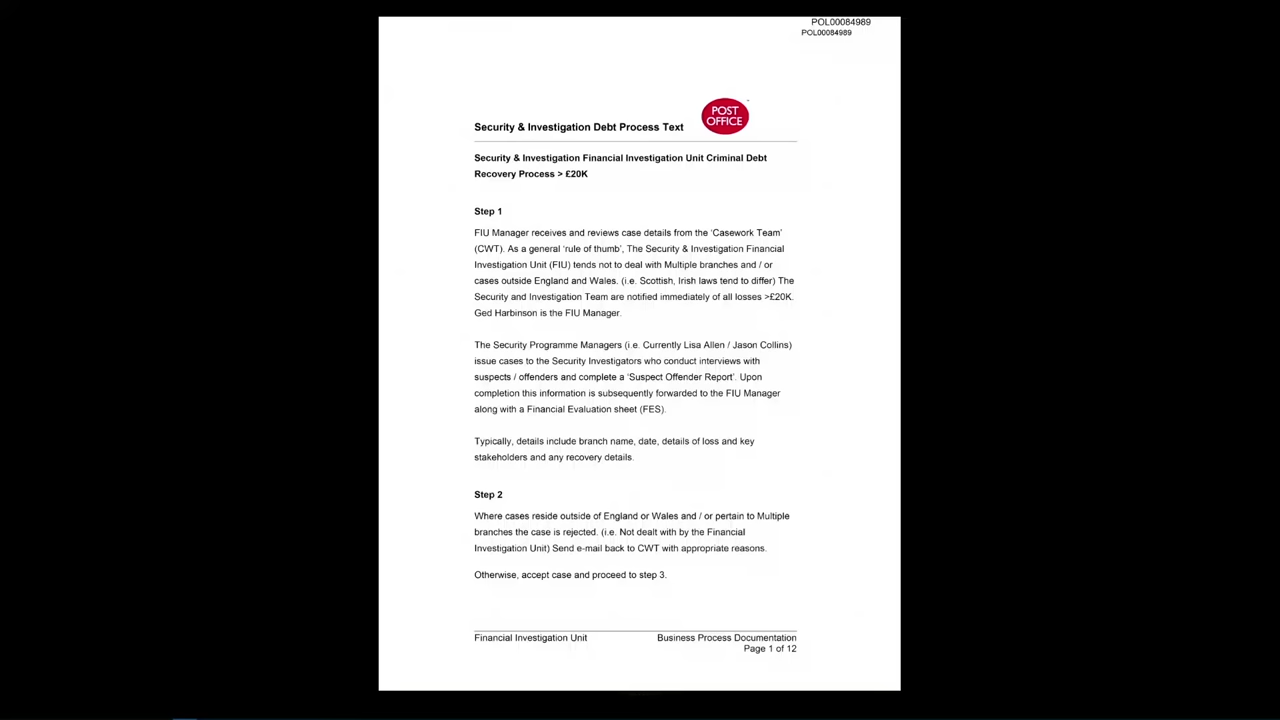 POL00084989
POL00084989
POST
OFFICE
Security & Investigation Debt Process Text
Security & Investigation Financial Investigation Unit Criminal Debt
Recovery Process > £20K
Step 1
FIU Manager receives and reviews case details from the ‘Casework Team’
(CWT). As a general ‘rule of thumb’, The Security & Investigation Financial
Investigation Unit (FIU) tends not to deal with Multiple branches and / or
cases outside England and Wales. (i.e. Scottish, Irish laws tend to differ) The
Security and Investigation Team are notified immediately of all losses >£20K.
Ged Harbinson is the FIU Manager.
The Security Programme Managers (i.e. Currently Lisa Allen / Jason Collins)
issue cases to the Security Investigators who conduct interviews with
suspects / offenders and complete a ‘Suspect Offender Report’. Upon
completion this information is subsequently forwarded to the FIU Manager
along with a Financial Evaluation sheet (FES).
Typically, details include branch name, date, details of loss and key
stakeholders and any recovery details.
Step 2
Where cases reside outside of England or Wales and / or pertain to Multiple
branches the case is rejected. (i.e. Not dealt with by the Financial
Investigation Unit) Send e-mail back to CWT with appropriate reasons.
Otherwise, accept case and proceed to step 3.
Financial Investigation Unit
Business Process Documentation
Page 1 of 12